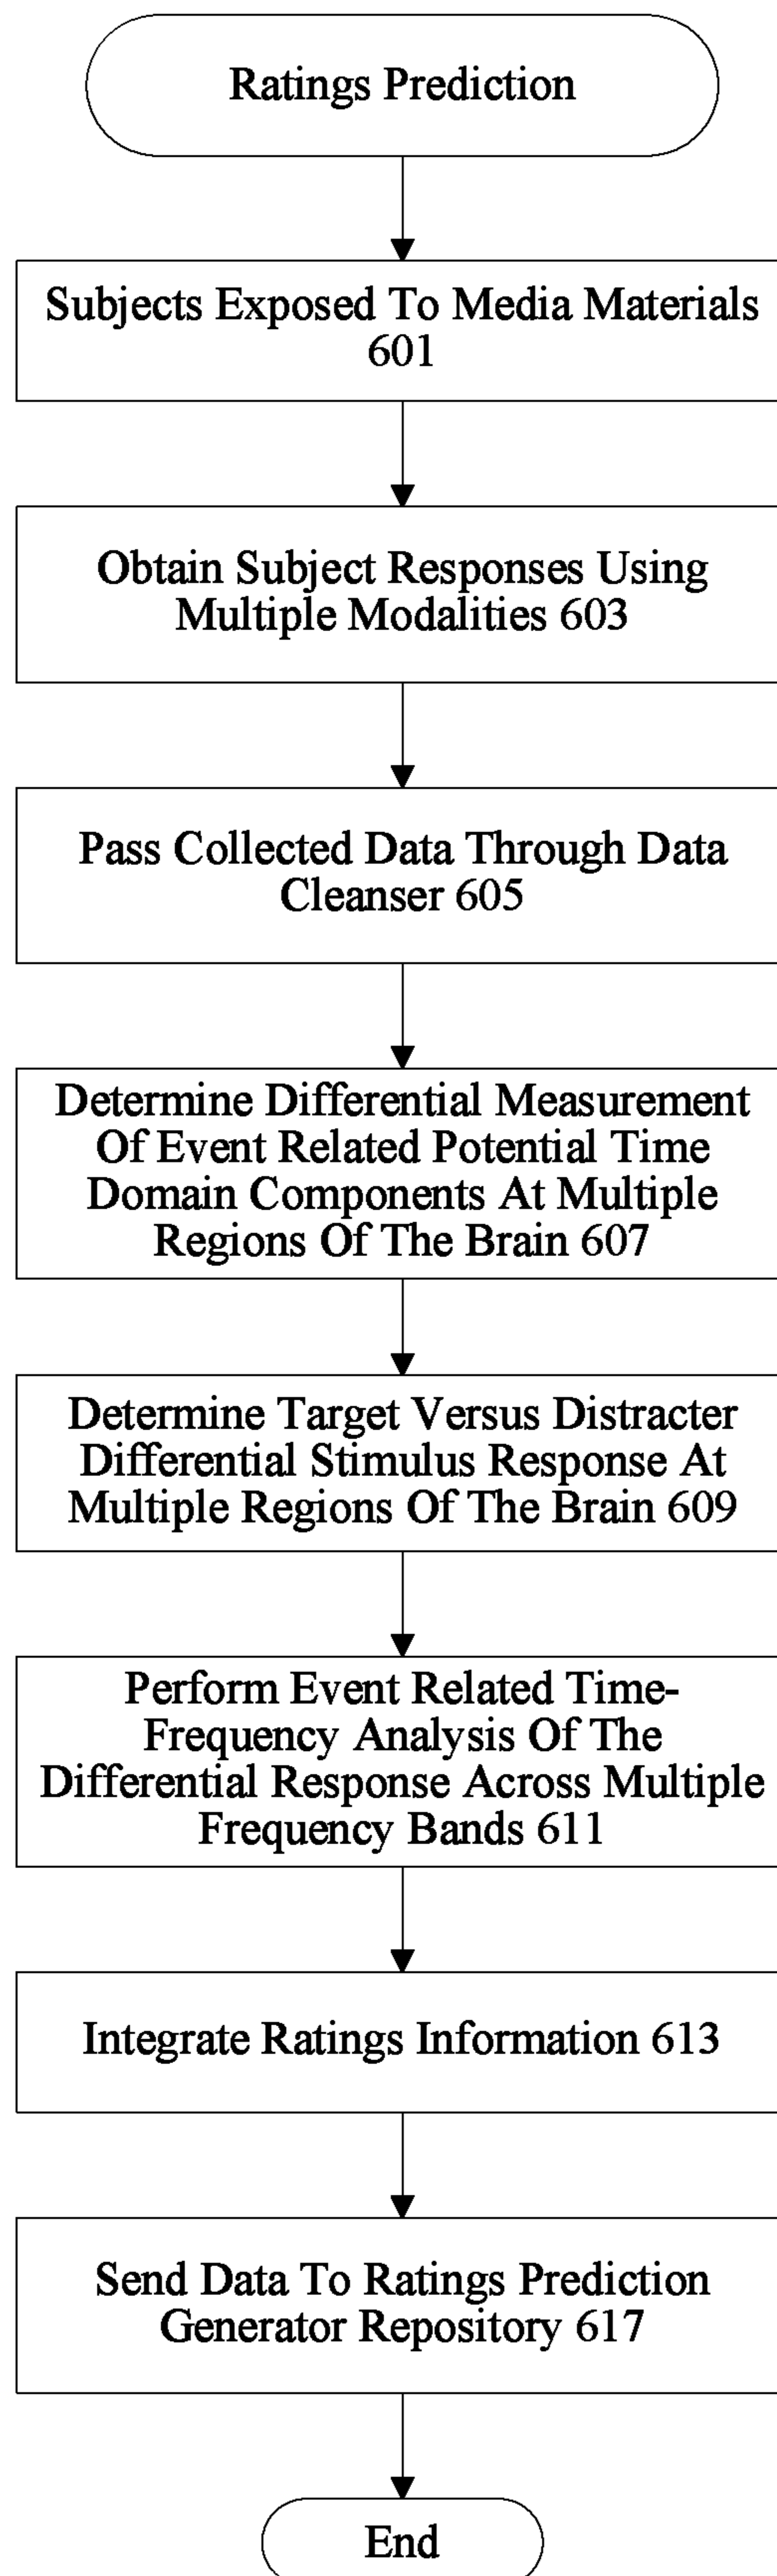 Ratings Prediction
Subjects Exposed To Media Materials
601
Obtain Subject Responses Using
Multiple Modalities 603
Pass Collected Data Through Data
Cleanser 605
Determine Differential Measurement
Of Event Related Potential Time
Domain Components At Multiple
Regions Of The Brain 607
Determine Target Versus Distracter
Differential Stimulus Response At
Multiple Regions Of The Brain 609
Perform Event Related Time-
Frequency Analysis Of The
Differential Response Across Multiple
Frequency Bands 611
Integrate Ratings Information 613
Send Data To Ratings Prediction
Generator Repository 617
End